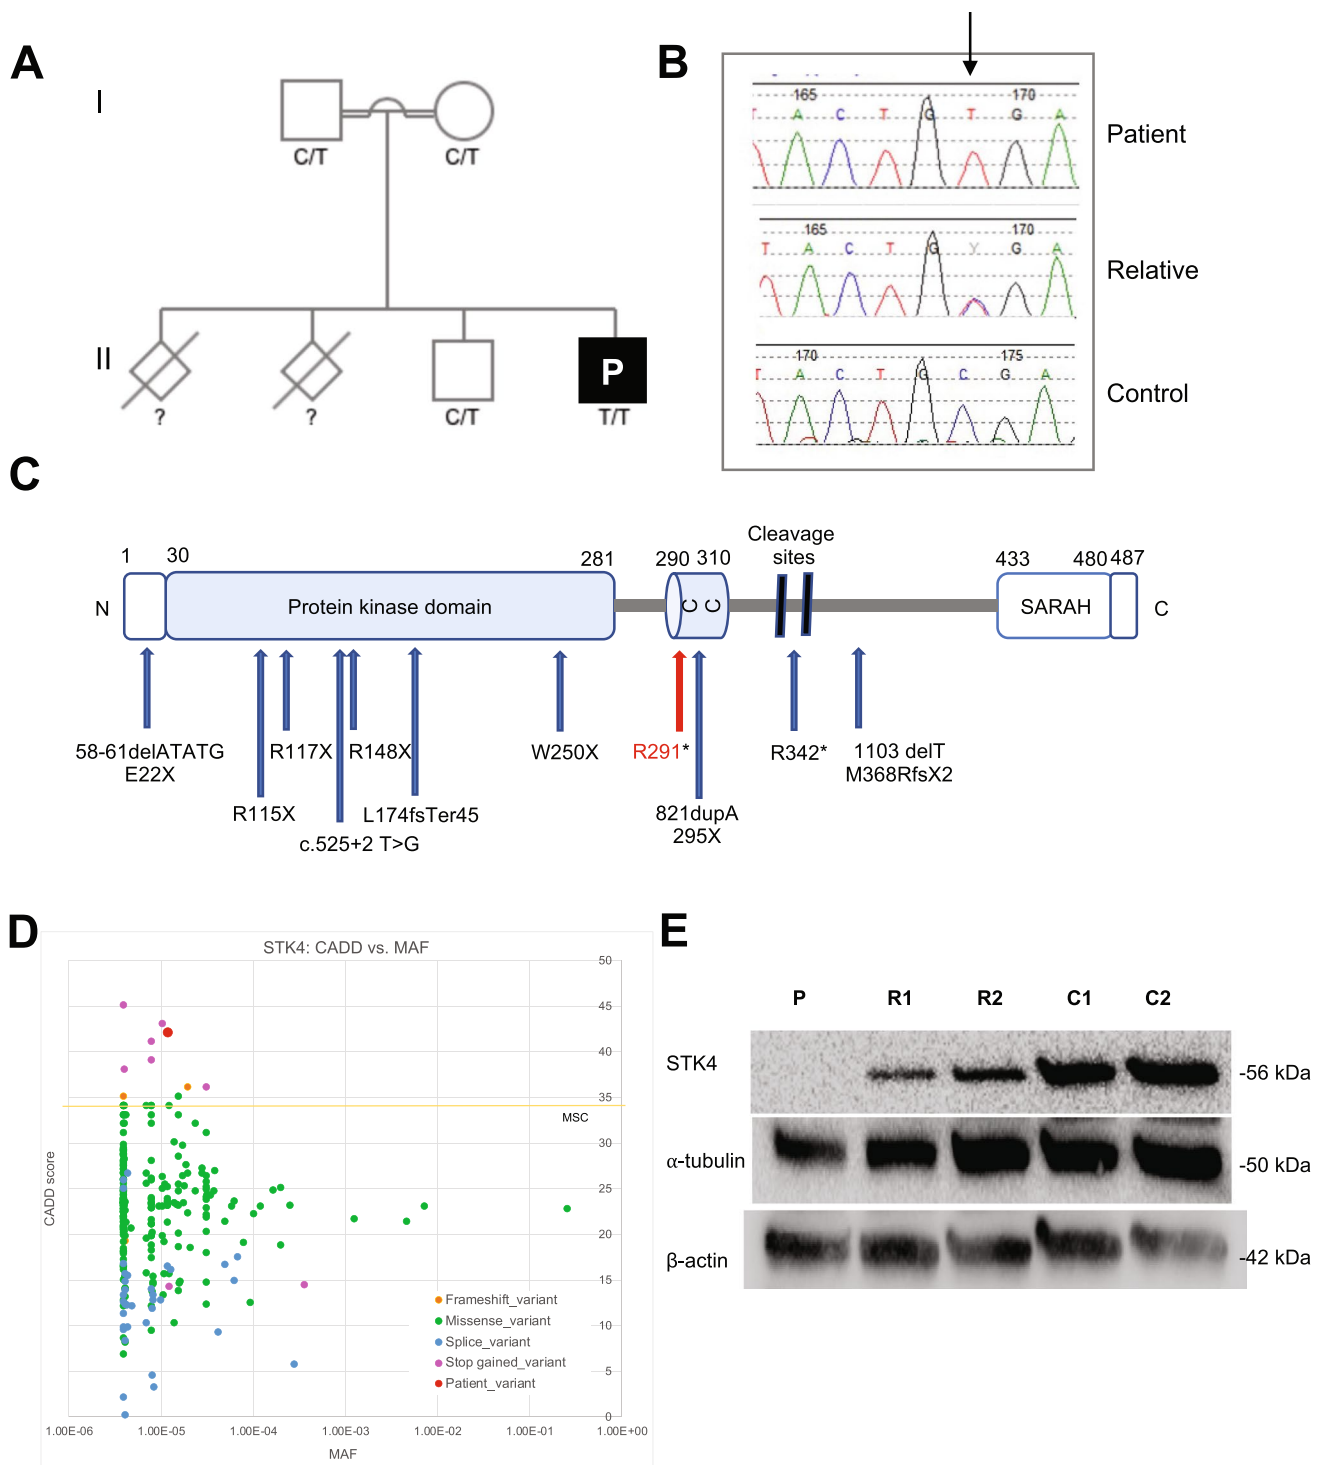 A
I
C/T
C/T
II
P
?
?
C/T
T/T
B
165
170
T A C T G T G A
Patient
165
170
T A C T G Y G A
Relative
170
175
T A C T G C G A
Control
C
Cleavage
sites
1
30
281
290
310
433
480
487
N
Protein kinase domain
C C
SARAH
C
58-61delATATG
E22X
R115X
R117X
c.525+2 T>G
R148X
L174fsTer45
W250X
R291*
821dupA
295X
R342*
1103 delT
M368RfsX2
D
STK4: CADD vs. MAF
50
45
40
35
MSC
30
25
20
15
10
5
0
CADD score
Frameshift_variant
Missense_variant
Splice_variant
Stop gained_variant
Patient_variant
1.00E-06
1.00E-05
1.00E-04
1.00E-03
1.00E-02
1.00E-01
1.00E+00
MAF
E
P
R1
R2
C1
C2
STK4
-56 kDa
α-tubulin
-50 kDa
β-actin
-42 kDa